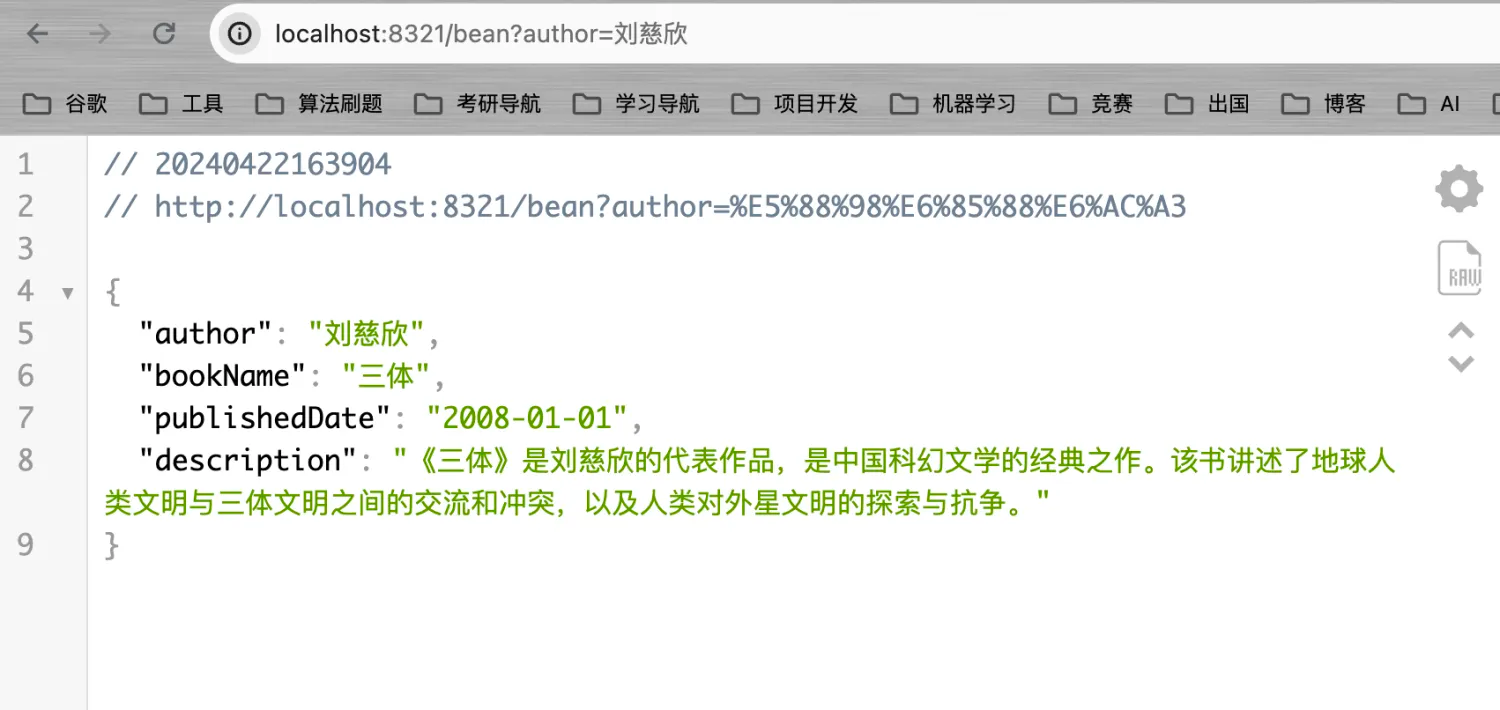 localhost:8321/bean?author=刘慈欣
谷歌 工具 算法刷题 考研导航 学习导航 项目开发 机器学习 竞赛 出国 博客 AI
1 // 20240422163904
2 // http://localhost:8321/bean?author=%E5%88%98%E6%85%88%E6%AC%A3
3
4 {
5 "author": "刘慈欣",
6 "bookName": "三体",
7 "publishedDate": "2008-01-01",
8 "description": "《三体》是刘慈欣的代表作品，是中国科幻文学的经典之作。该书讲述了地球人
类文明与三体文明之间的交流和冲突，以及人类对外星文明的探索与抗争。"
9 }
RAW